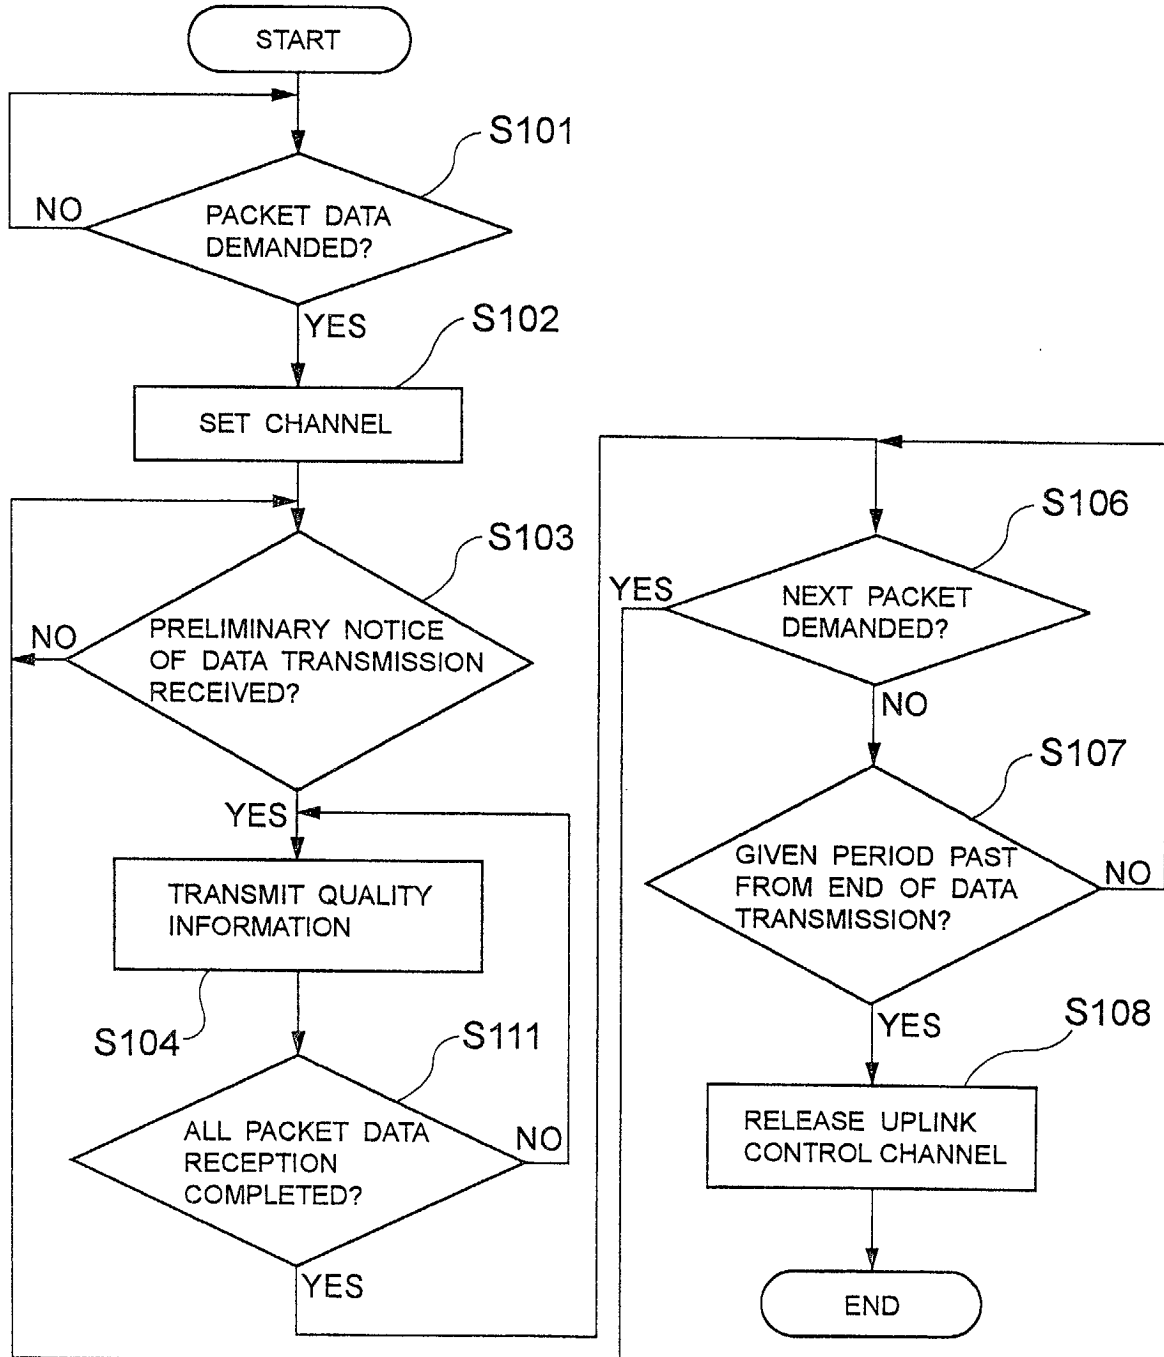 START
S101
NO
PACKET DATA
DEMANDED?
YES
S102
SET CHANNEL
S103
NO
PRELIMINARY NOTICE
OF DATA TRANSMISSION
RECEIVED?
YES
TRANSMIT QUALITY
INFORMATION
S104
S111
ALL PACKET DATA
RECEPTION
COMPLETED?
NO
YES
S106
YES
NEXT PACKET
DEMANDED?
NO
S107
GIVEN PERIOD PAST
FROM END OF DATA
TRANSMISSION?
NO
YES
S108
RELEASE UPLINK
CONTROL CHANNEL
END